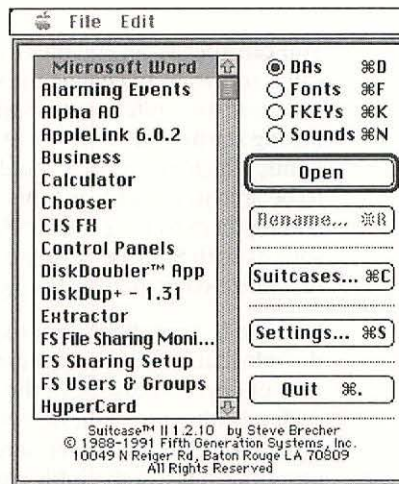 File Edit
Microsoft Word
Alarming Events
Alpha A0
AppleLink 6.0.2
Business
Calculator
Chooser
CIS FX
Control Panels
DiskDoubler™ App
DiskDup+ - 1.31
Extractor
FS File Sharing Moni...
FS Sharing Setup
FS Users & Groups
HyperCard
DAs ⌘D
Fonts ⌘F
FKEYs ⌘K
Sounds ⌘N
Open
Rename... ⌘R
Suitcases... ⌘C
Settings... ⌘S
Quit ⌘.
Suitcase™ II 1.2.10 by Steve Brecher
© 1988-1991 Fifth Generation Systems, Inc.
10049 N Reiger Rd, Baton Rouge LA 70809
All Rights Reserved